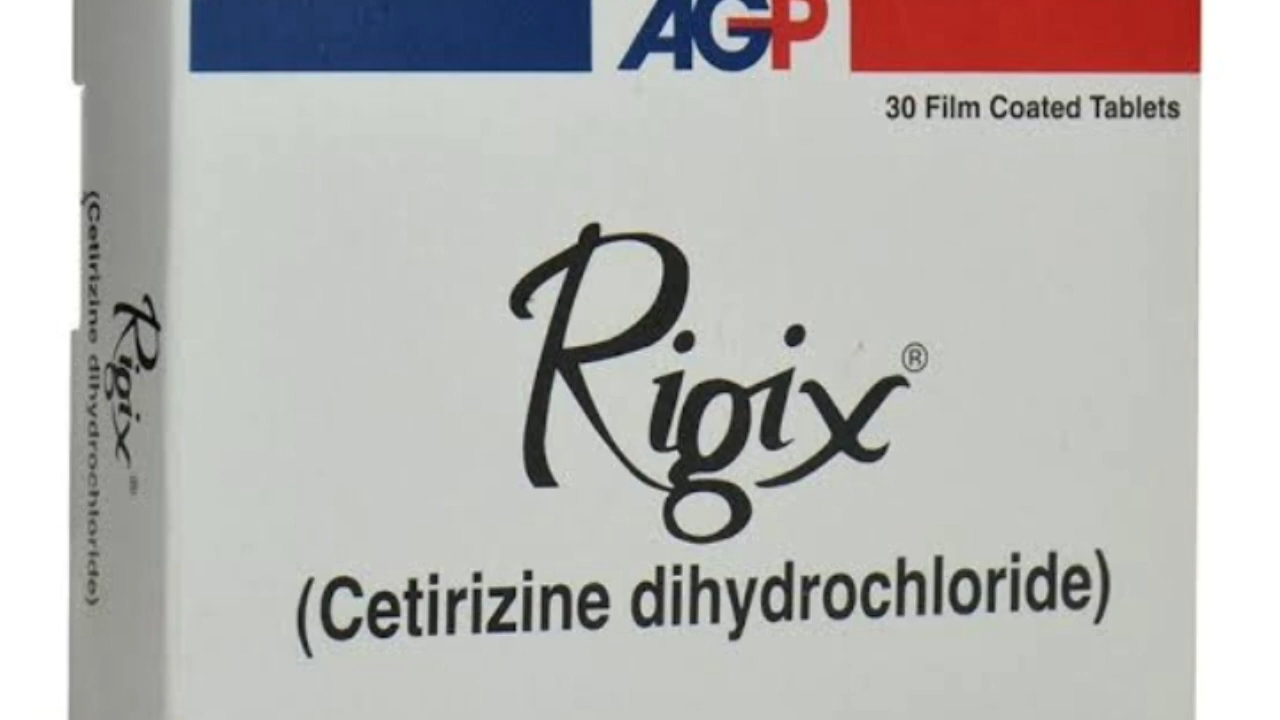 AGP
30 Film Coated Tablets
Rigix®
(Cetirizine dihydrochloride)
Rigix®
(Cetirizine dihydrochloride)